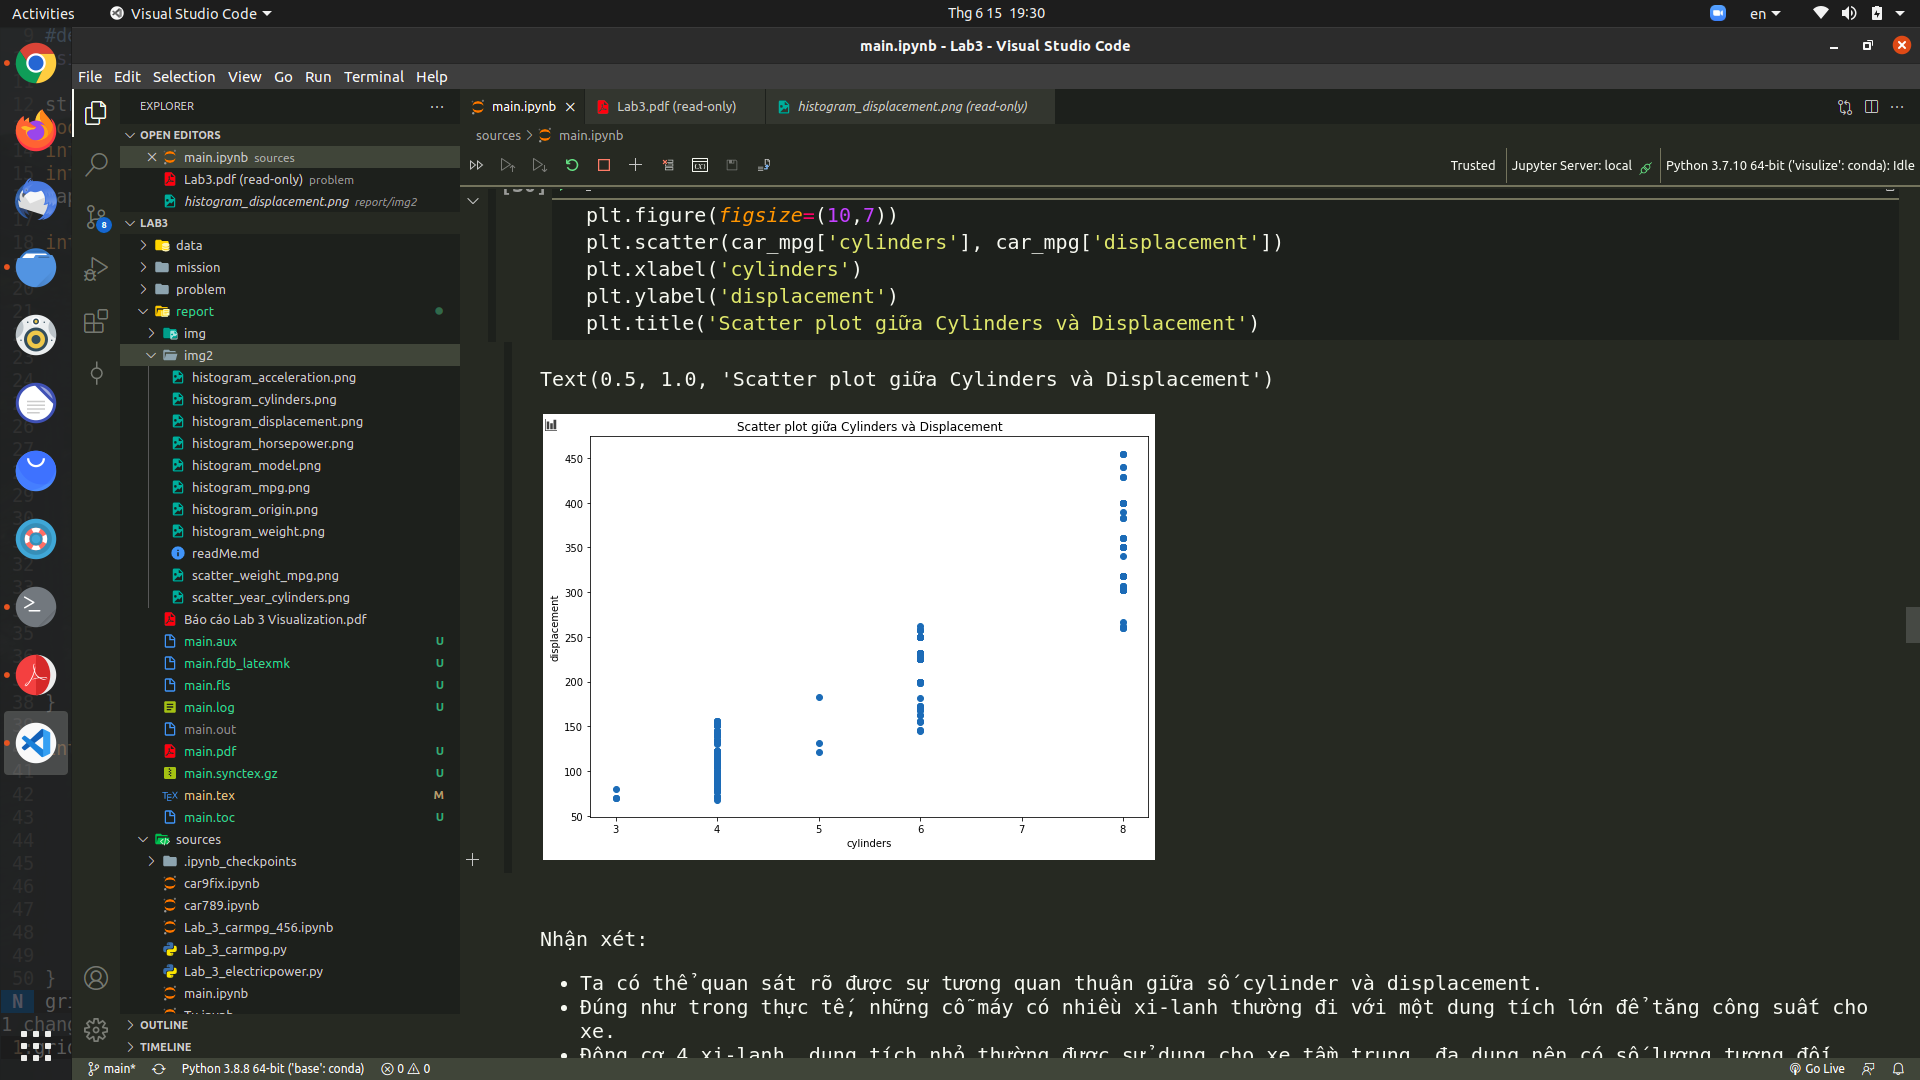 Activities
Visual Studio Code
Thg 6 15 19:30
en
main.ipynb - Lab3 - Visual Studio Code
File Edit Selection View Go Run Terminal Help
EXPLORER
OPEN EDITORS
main.ipynb sources
Lab3.pdf (read-only) problem
histogram_displacement.png report/img2
LAB3
data
mission
problem
report
img
img2
histogram_acceleration.png
histogram_cylinders.png
histogram_displacement.png
histogram_horsepower.png
histogram_model.png
histogram_mpg.png
histogram_origin.png
histogram_weight.png
readMe.md
scatter_weight_mpg.png
scatter_year_cylinders.png
Báo cáo Lab 3 Visualization.pdf
main.aux U
main.fdb_latexmk U
main.fls U
main.log U
main.out
main.pdf U
main.synctex.gz U
main.tex M
main.toc U
sources
.ipynb_checkpoints
car9fix.ipynb
car789.ipynb
Lab_3_carmpg_456.ipynb
Lab_3_carmpg.py
Lab_3_electricpower.py
main.ipynb
OUTLINE
TIMELINE
main.ipynb
Lab3.pdf (read-only)
histogram_displacement.png (read-only)
sources > main.ipynb
Trusted
Jupyter Server: local
Python 3.7.10 64-bit ('visulize': conda): Idle
plt.figure(figsize=(10,7))
plt.scatter(car_mpg['cylinders'], car_mpg['displacement'])
plt.xlabel('cylinders')
plt.ylabel('displacement')
plt.title('Scatter plot giữa Cylinders và Displacement')
Text(0.5, 1.0, 'Scatter plot giữa Cylinders và Displacement')
Scatter plot giữa Cylinders và Displacement
displacement
450
400
350
300
250
200
150
100
50
3 4 5 6 7 8
cylinders
Nhận xét:
Ta có thể quan sát rõ được sự tương quan thuận giữa số cylinder và displacement.
Đúng như trong thực tế, những cỗ máy có nhiều xi-lanh thường đi với một dung tích lớn để tăng công suất cho
xe.
Động cơ 4 xi-lanh, dung tích nhỏ thường được sử dụng cho xe tầm trung, đa dụng nên có số lượng tương đối
main*
Python 3.8.8 64-bit ('base': conda)
0 0
Go Live